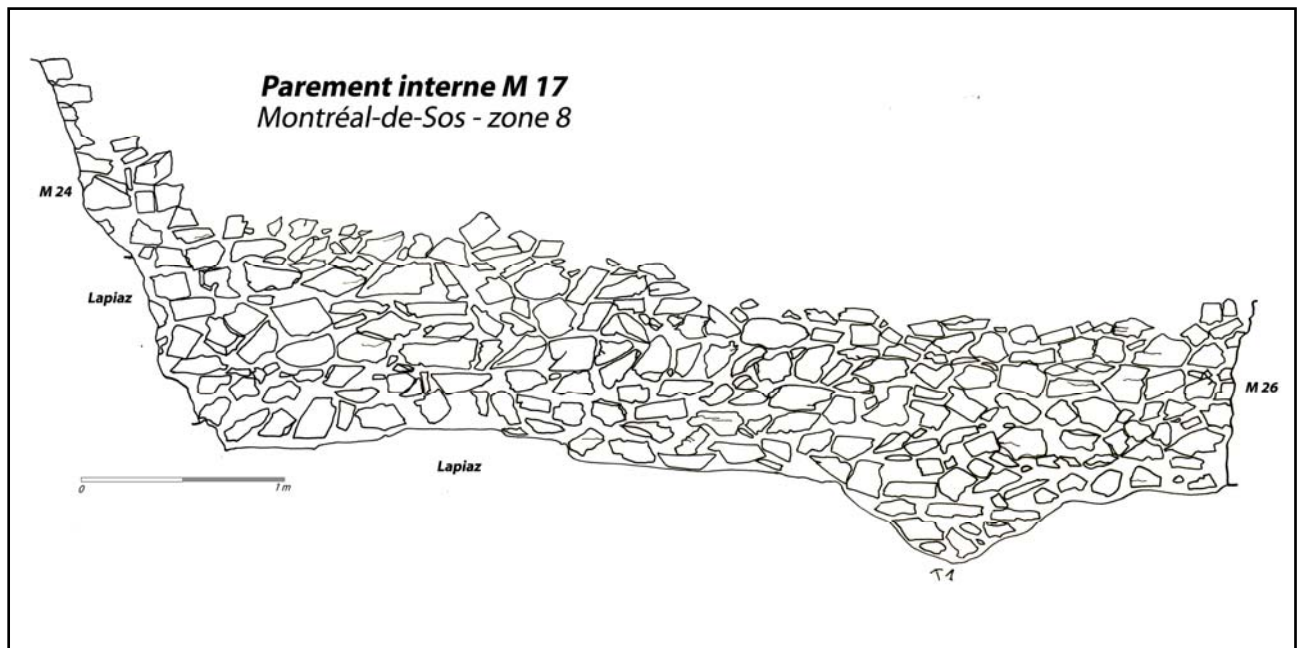 Parement interne M 17
Montréal-de-Sos - zone 8
M 24
Lapiaz
M 26
Lapiaz
0 1 m
T1